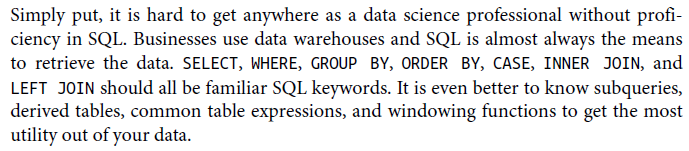 Simply put, it is hard to get anywhere as a data science professional without profi-
ciency in SQL. Businesses use data warehouses and SQL is almost always the means
to retrieve the data. SELECT, WHERE, GROUP BY, ORDER BY, CASE, INNER JOIN, and
LEFT JOIN should all be familiar SQL keywords. It is even better to know subqueries,
derived tables, common table expressions, and windowing functions to get the most
utility out of your data.